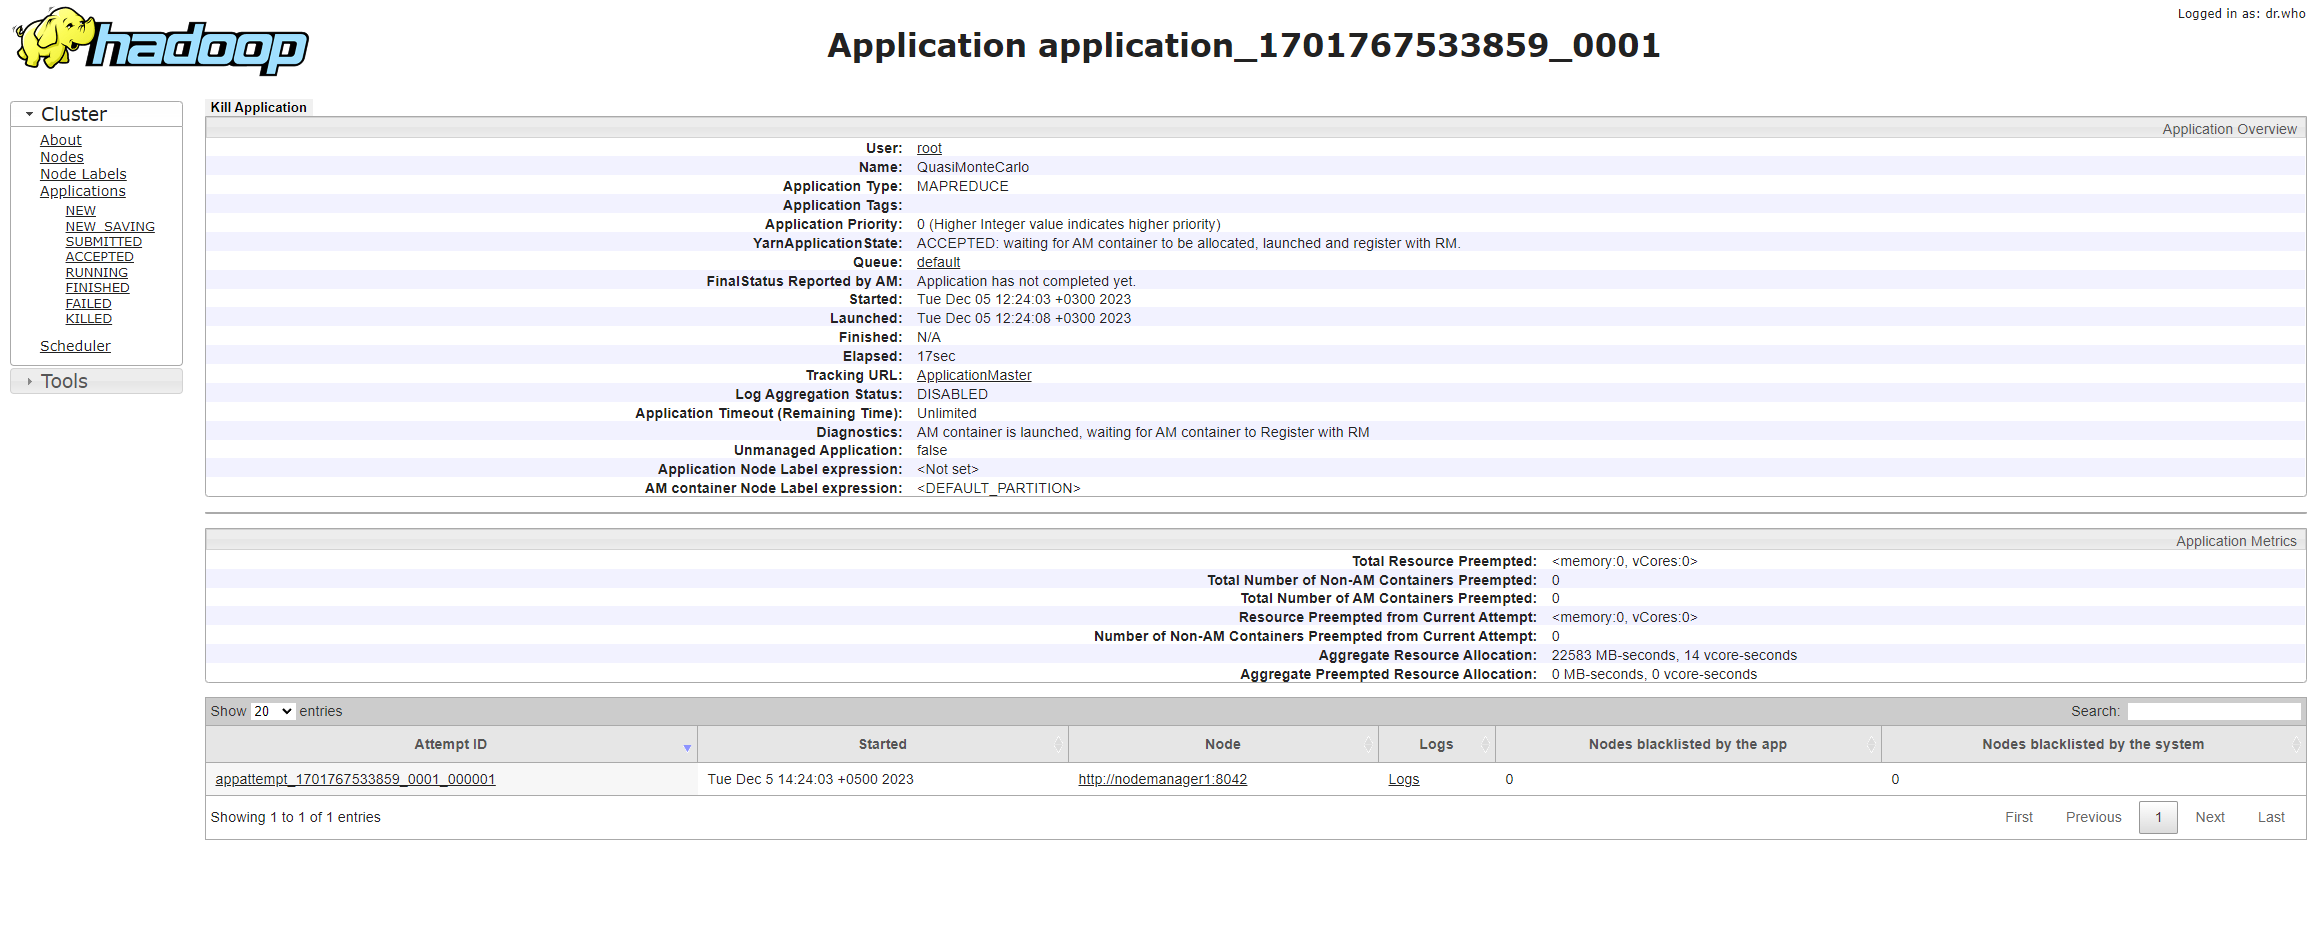 hadoop
Logged in as: dr.who
Application application_1701767533859_0001
Cluster
About
Nodes
Node Labels
Applications
NEW
NEW_SAVING
SUBMITTED
ACCEPTED
RUNNING
FINISHED
FAILED
KILLED
Scheduler
Tools
Kill Application
Application Overview
User: root
Name: QuasiMonteCarlo
Application Type: MAPREDUCE
Application Tags:
Application Priority: 0 (Higher Integer value indicates higher priority)
YarnApplicationState: ACCEPTED: waiting for AM container to be allocated, launched and register with RM.
Queue: default
FinalStatus Reported by AM: Application has not completed yet.
Started: Tue Dec 05 12:24:03 +0300 2023
Launched: Tue Dec 05 12:24:08 +0300 2023
Finished: N/A
Elapsed: 17sec
Tracking URL: ApplicationMaster
Log Aggregation Status: DISABLED
Application Timeout (Remaining Time): Unlimited
Diagnostics: AM container is launched, waiting for AM container to Register with RM
Unmanaged Application: false
Application Node Label expression: <Not set>
AM container Node Label expression: <DEFAULT_PARTITION>
Application Metrics
Total Resource Preempted: <memory:0, vCores:0>
Total Number of Non-AM Containers Preempted: 0
Total Number of AM Containers Preempted: 0
Resource Preempted from Current Attempt: <memory:0, vCores:0>
Number of Non-AM Containers Preempted from Current Attempt: 0
Aggregate Resource Allocation: 22583 MB-seconds, 14 vcore-seconds
Aggregate Preempted Resource Allocation: 0 MB-seconds, 0 vcore-seconds
Show 20 entries Search:
Attempt ID Started Node Logs Nodes blacklisted by the app Nodes blacklisted by the system
appattempt_1701767533859_0001_000001 Tue Dec 5 14:24:03 +0500 2023 http://nodemanager1:8042 Logs 0 0
Showing 1 to 1 of 1 entries First Previous 1 Next Last